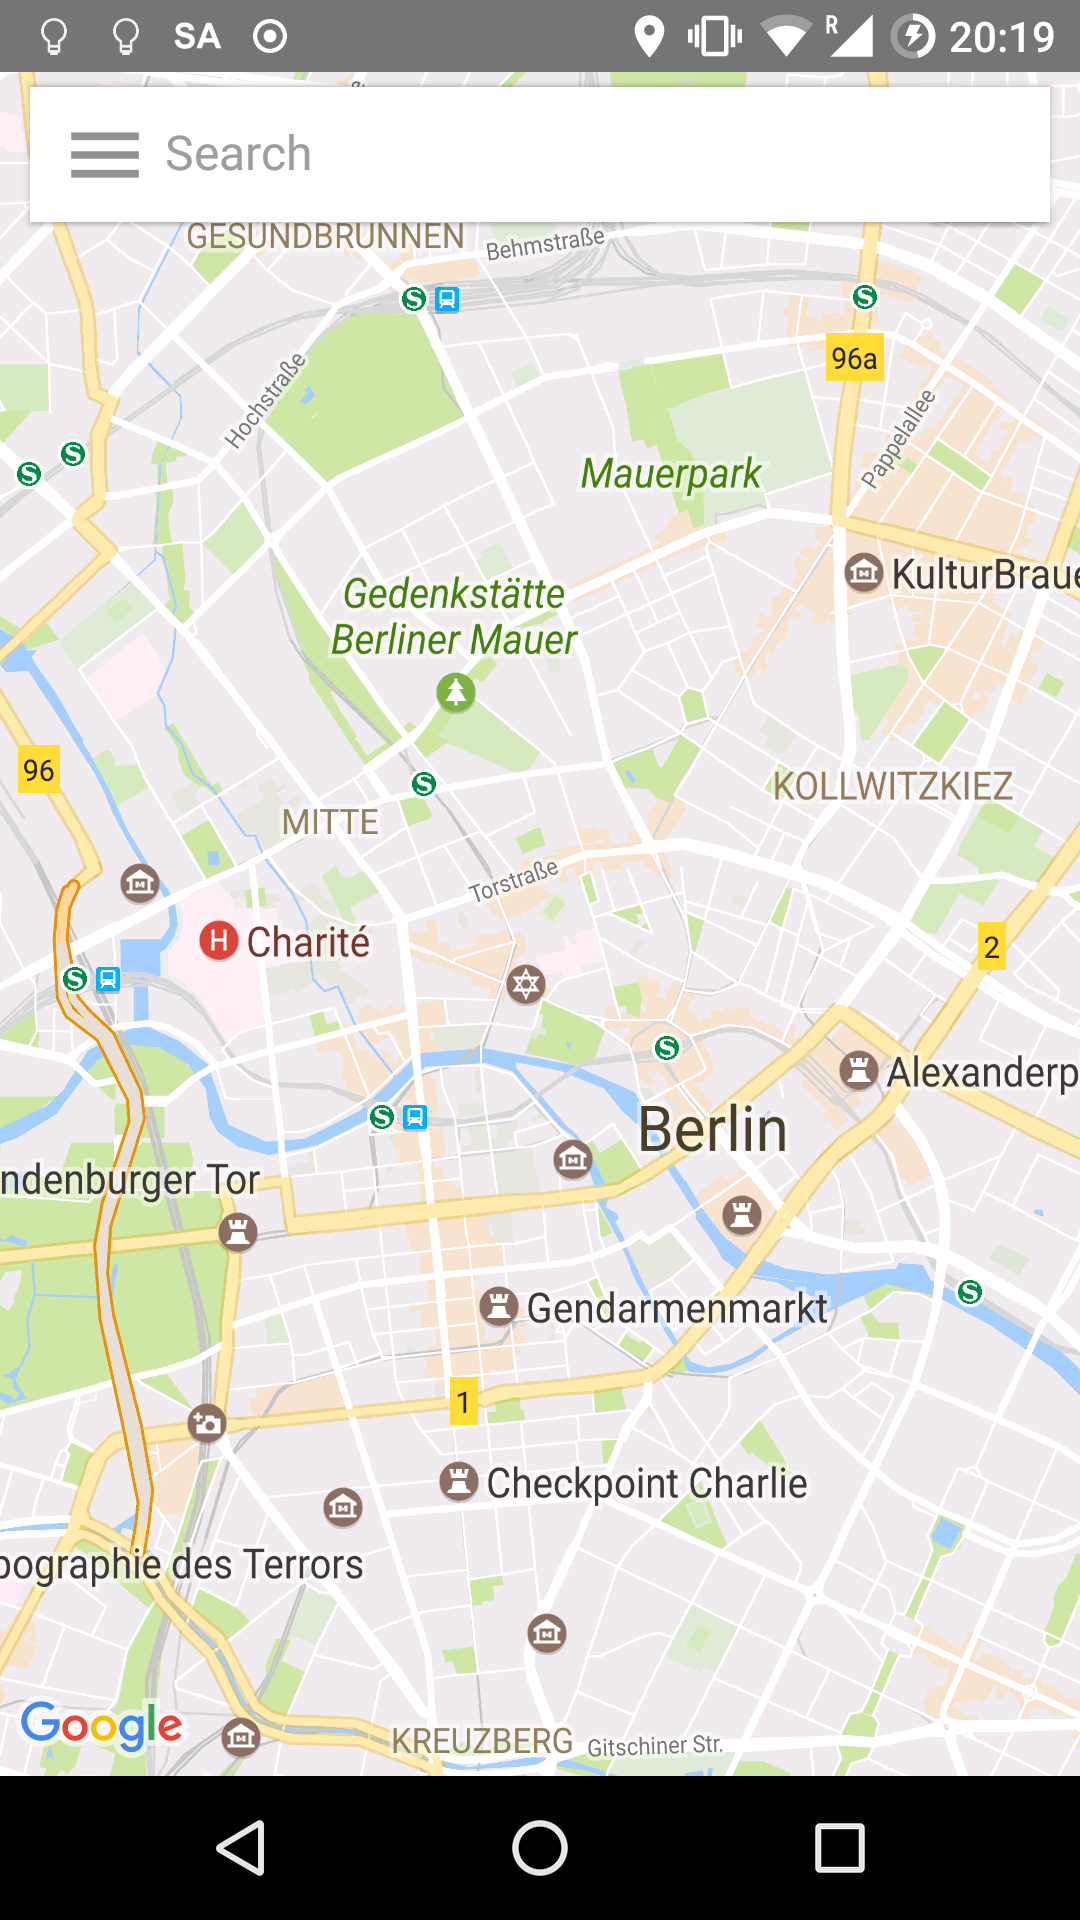 SA
R
20:19
Search
GESUNDBRUNNEN
Behmstraße
96a
Hochstraße
Pappelallee
Mauerpark
KulturBraue
Gedenkstätte
Berliner Mauer
96
KOLLWITZKIEZ
MITTE
Torstraße
H Charité
2
Alexanderp
Berlin
ndenburger Tor
Gendarmenmarkt
1
Checkpoint Charlie
pographie des Terrors
Google
KREUZBERG
Gitschiner Str.